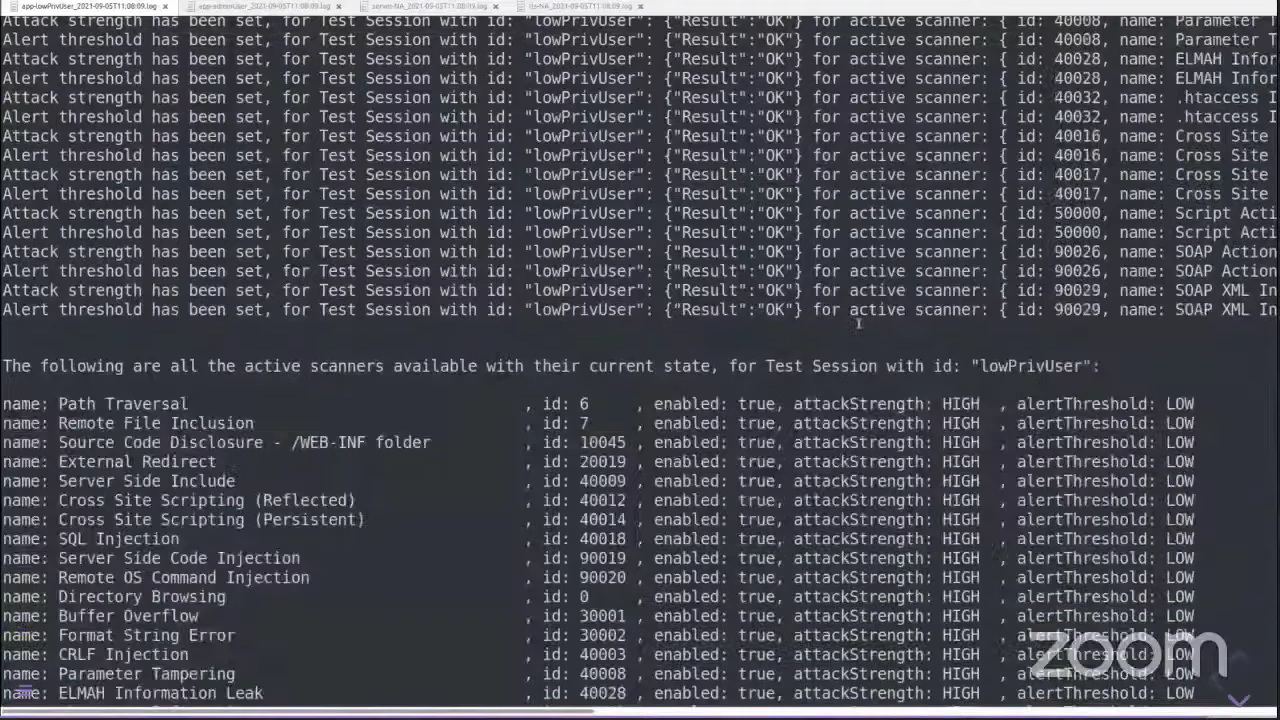 app-lowPrivUser_2021-09-05T11:08:09.log
app-adminUser_2021-09-05T11:08:09.log
server-NA_2021-09-05T11:08:09.log
tls-NA_2021-09-05T11:08:09.log
Attack strength has been set, for Test Session with id: "lowPrivUser": {"Result":"OK"} for active scanner: { id: 40008, name: Parameter T
Alert threshold has been set, for Test Session with id: "lowPrivUser": {"Result":"OK"} for active scanner: { id: 40008, name: Parameter T
Attack strength has been set, for Test Session with id: "lowPrivUser": {"Result":"OK"} for active scanner: { id: 40028, name: ELMAH Infor
Alert threshold has been set, for Test Session with id: "lowPrivUser": {"Result":"OK"} for active scanner: { id: 40028, name: ELMAH Infor
Attack strength has been set, for Test Session with id: "lowPrivUser": {"Result":"OK"} for active scanner: { id: 40032, name: .htaccess I
Alert threshold has been set, for Test Session with id: "lowPrivUser": {"Result":"OK"} for active scanner: { id: 40032, name: .htaccess I
Attack strength has been set, for Test Session with id: "lowPrivUser": {"Result":"OK"} for active scanner: { id: 40016, name: Cross Site
Alert threshold has been set, for Test Session with id: "lowPrivUser": {"Result":"OK"} for active scanner: { id: 40016, name: Cross Site
Attack strength has been set, for Test Session with id: "lowPrivUser": {"Result":"OK"} for active scanner: { id: 40017, name: Cross Site
Alert threshold has been set, for Test Session with id: "lowPrivUser": {"Result":"OK"} for active scanner: { id: 40017, name: Cross Site
Attack strength has been set, for Test Session with id: "lowPrivUser": {"Result":"OK"} for active scanner: { id: 50000, name: Script Acti
Alert threshold has been set, for Test Session with id: "lowPrivUser": {"Result":"OK"} for active scanner: { id: 50000, name: Script Acti
Attack strength has been set, for Test Session with id: "lowPrivUser": {"Result":"OK"} for active scanner: { id: 90026, name: SOAP Action
Alert threshold has been set, for Test Session with id: "lowPrivUser": {"Result":"OK"} for active scanner: { id: 90026, name: SOAP Action
Attack strength has been set, for Test Session with id: "lowPrivUser": {"Result":"OK"} for active scanner: { id: 90029, name: SOAP XML In
Alert threshold has been set, for Test Session with id: "lowPrivUser": {"Result":"OK"} for active scanner: { id: 90029, name: SOAP XML In
The following are all the active scanners available with their current state, for Test Session with id: "lowPrivUser":
name: Path Traversal , id: 6 , enabled: true, attackStrength: HIGH , alertThreshold: LOW
name: Remote File Inclusion , id: 7 , enabled: true, attackStrength: HIGH , alertThreshold: LOW
name: Source Code Disclosure - /WEB-INF folder , id: 10045 , enabled: true, attackStrength: HIGH , alertThreshold: LOW
name: External Redirect , id: 20019 , enabled: true, attackStrength: HIGH , alertThreshold: LOW
name: Server Side Include , id: 40009 , enabled: true, attackStrength: HIGH , alertThreshold: LOW
name: Cross Site Scripting (Reflected) , id: 40012 , enabled: true, attackStrength: HIGH , alertThreshold: LOW
name: Cross Site Scripting (Persistent) , id: 40014 , enabled: true, attackStrength: HIGH , alertThreshold: LOW
name: SQL Injection , id: 40018 , enabled: true, attackStrength: HIGH , alertThreshold: LOW
name: Server Side Code Injection , id: 90019 , enabled: true, attackStrength: HIGH , alertThreshold: LOW
name: Remote OS Command Injection , id: 90020 , enabled: true, attackStrength: HIGH , alertThreshold: LOW
name: Directory Browsing , id: 0 , enabled: true, attackStrength: HIGH , alertThreshold: LOW
name: Buffer Overflow , id: 30001 , enabled: true, attackStrength: HIGH , alertThreshold: LOW
name: Format String Error , id: 30002 , enabled: true, attackStrength: HIGH , alertThreshold: LOW
name: CRLF Injection , id: 40003 , enabled: true, attackStrength: HIGH , alertThreshold: LOW
name: Parameter Tampering , id: 40008 , enabled: true, attackStrength: HIGH , alertThreshold: LOW
name: ELMAH Information Leak , id: 40028 , enabled: true, attackStrength: HIGH , alertThreshold: LOW
zoom